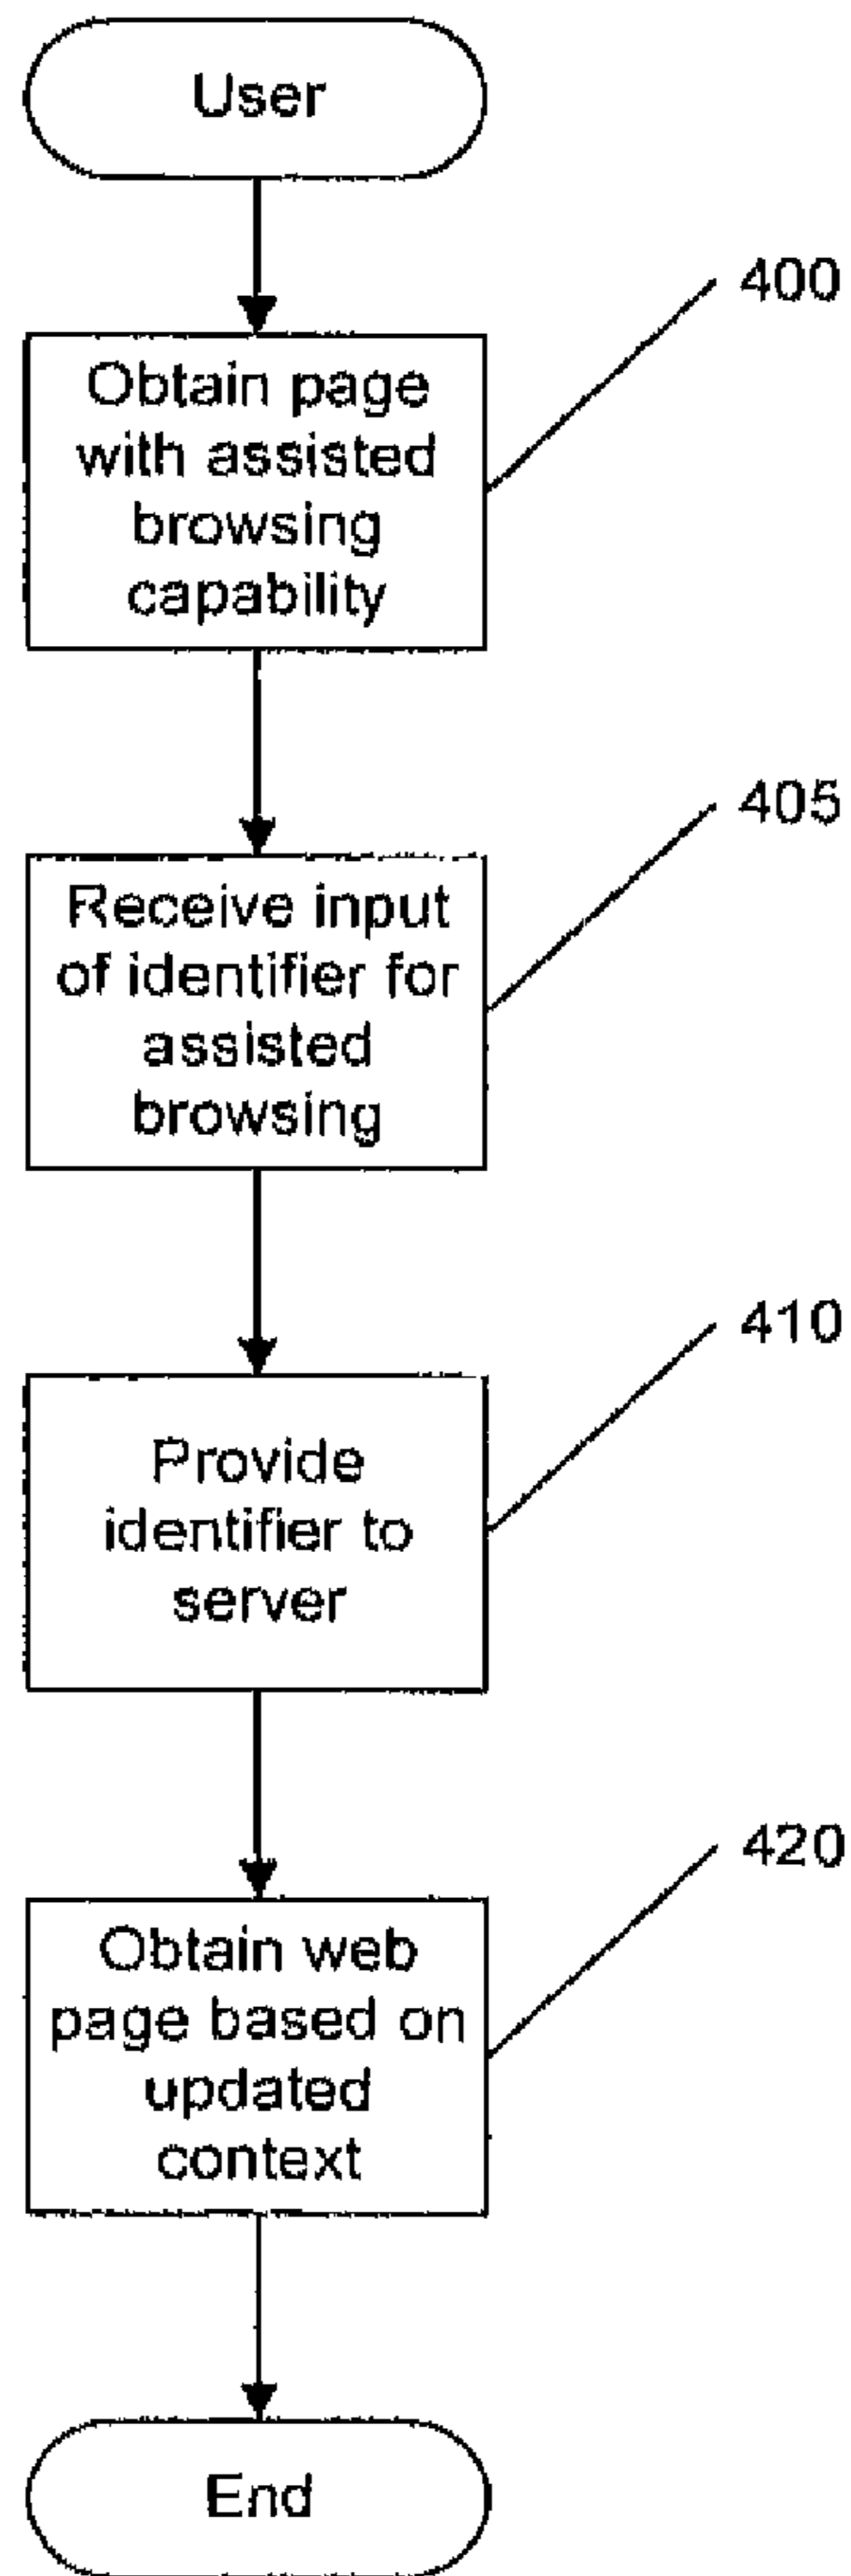 User
400
Obtain page
with assisted
browsing
capability
405
Receive input
of identifier for
assisted
browsing
410
Provide
identifier to
server
420
Obtain web
page based on
updated
context
End